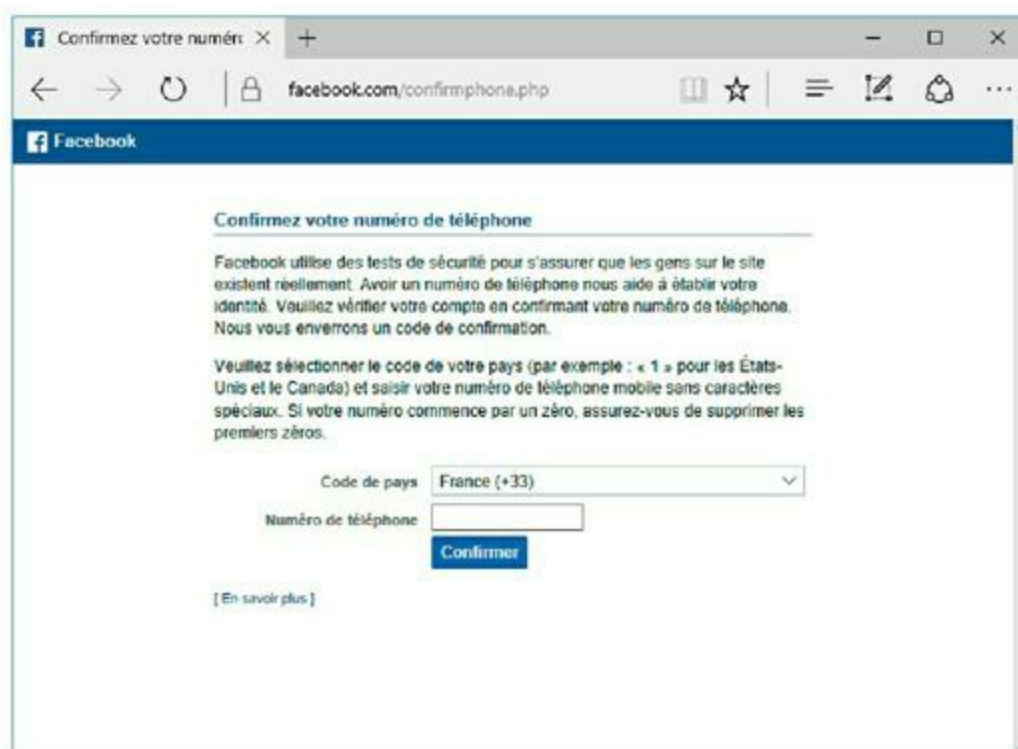 Confirmez votre numérc
facebook.com/confirmphone.php
Facebook
Confirmez votre numéro de téléphone
Facebook utilise des tests de sécurité pour s'assurer que les gens sur le site
existent réellement. Avoir un numéro de téléphone nous aide à établir votre
identité. Veuillez vérifier votre compte en confirmant votre numéro de téléphone.
Nous vous enverrons un code de confirmation.
Veuillez sélectionner le code de votre pays (par exemple : « 1 » pour les États-
Unis et le Canada) et saisir votre numéro de téléphone mobile sans caractères
spéciaux. Si votre numéro commence par un zéro, assurez-vous de supprimer les
premiers zéros.
Code de pays France (+33)
Numéro de téléphone
Confirmer
[ En savoir plus ]